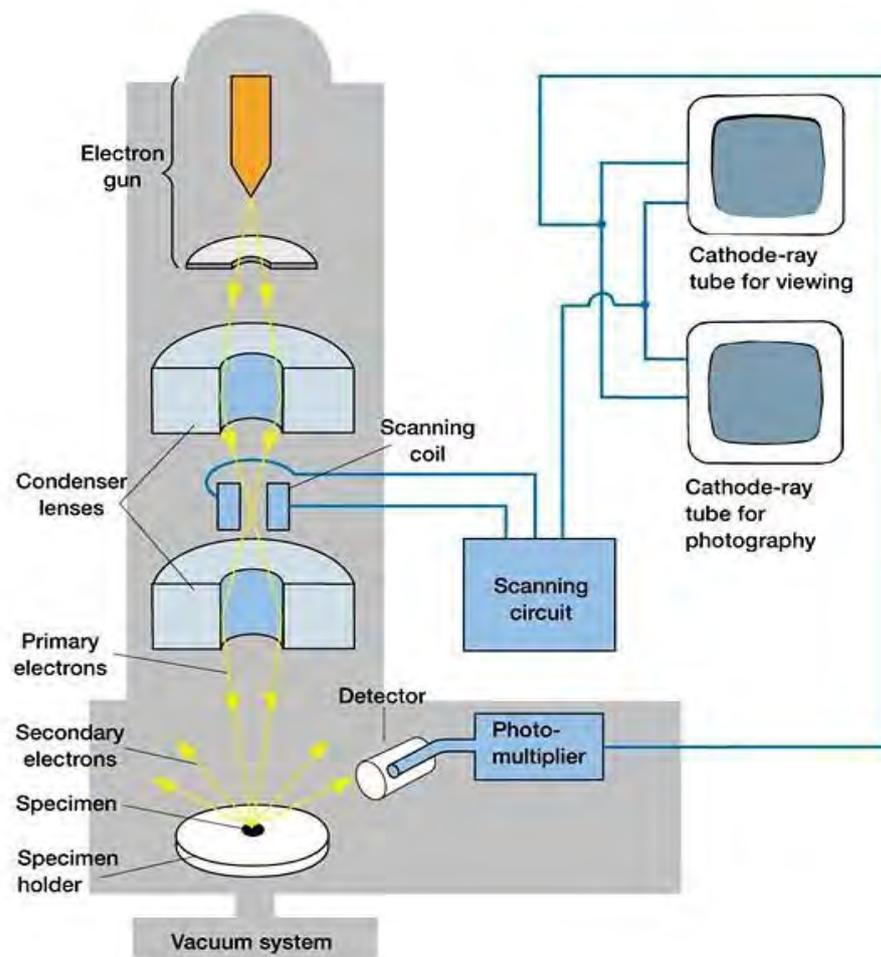 Electron
gun
Cathode-ray
tube for viewing
Scanning
coil
Condenser
lenses
Cathode-ray
tube for
photography
Scanning
circuit
Primary
electrons
Detector
Photo-
multiplier
Secondary
electrons
Specimen
Specimen
holder
Vacuum system